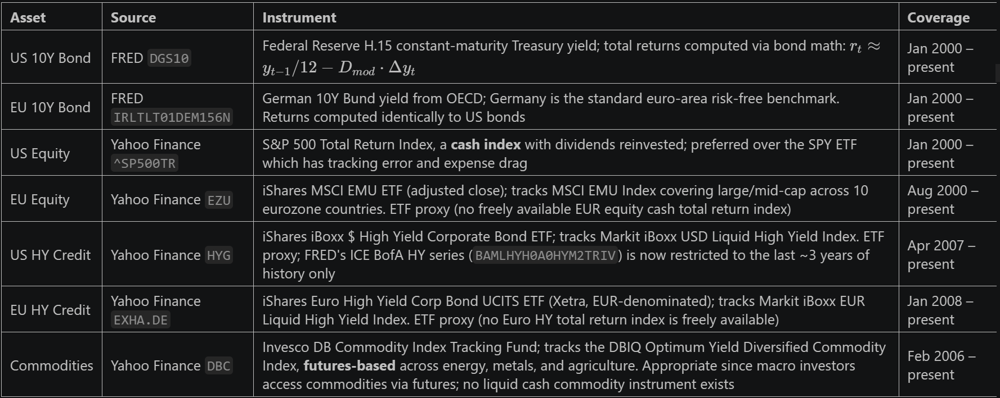 Asset Source Instrument Coverage
US 10Y Bond FRED DGS10 Federal Reserve H.15 constant-maturity Treasury yield; total returns computed via bond math: r_t ≈
y_{t−1}/12 − D_{mod} · Δy_t
Jan 2000 –
present
EU 10Y Bond
FRED
IRLTLT01DEM156N
German 10Y Bund yield from OECD; Germany is the standard euro-area risk-free benchmark.
Returns computed identically to US bonds
Jan 2000 –
present
US Equity
Yahoo Finance
^SP500TR
S&P 500 Total Return Index, a cash index with dividends reinvested; preferred over the SPY ETF
which has tracking error and expense drag
Jan 2000 –
present
EU Equity
Yahoo Finance EZU
iShares MSCI EMU ETF (adjusted close); tracks MSCI EMU Index covering large/mid-cap across 10
eurozone countries. ETF proxy (no freely available EUR equity cash total return index)
Aug 2000 –
present
US HY Credit
Yahoo Finance HYG
iShares iBoxx $ High Yield Corporate Bond ETF; tracks Markit iBoxx USD Liquid High Yield Index. ETF
proxy; FRED's ICE BofA HY series (BAMLHYH0A0HYM2TRIV) is now restricted to the last ~3 years of
history only
Apr 2007 –
present
EU HY Credit
Yahoo Finance
EXHA.DE
iShares Euro High Yield Corp Bond UCITS ETF (Xetra, EUR-denominated); tracks Markit iBoxx EUR
Liquid High Yield Index. ETF proxy (no Euro HY total return index is freely available)
Jan 2008 –
present
Commodities
Yahoo Finance DBC
Invesco DB Commodity Index Tracking Fund; tracks the DBIQ Optimum Yield Diversified Commodity
Index, futures-based across energy, metals, and agriculture. Appropriate since macro investors
access commodities via futures; no liquid cash commodity instrument exists
Feb 2006 –
present